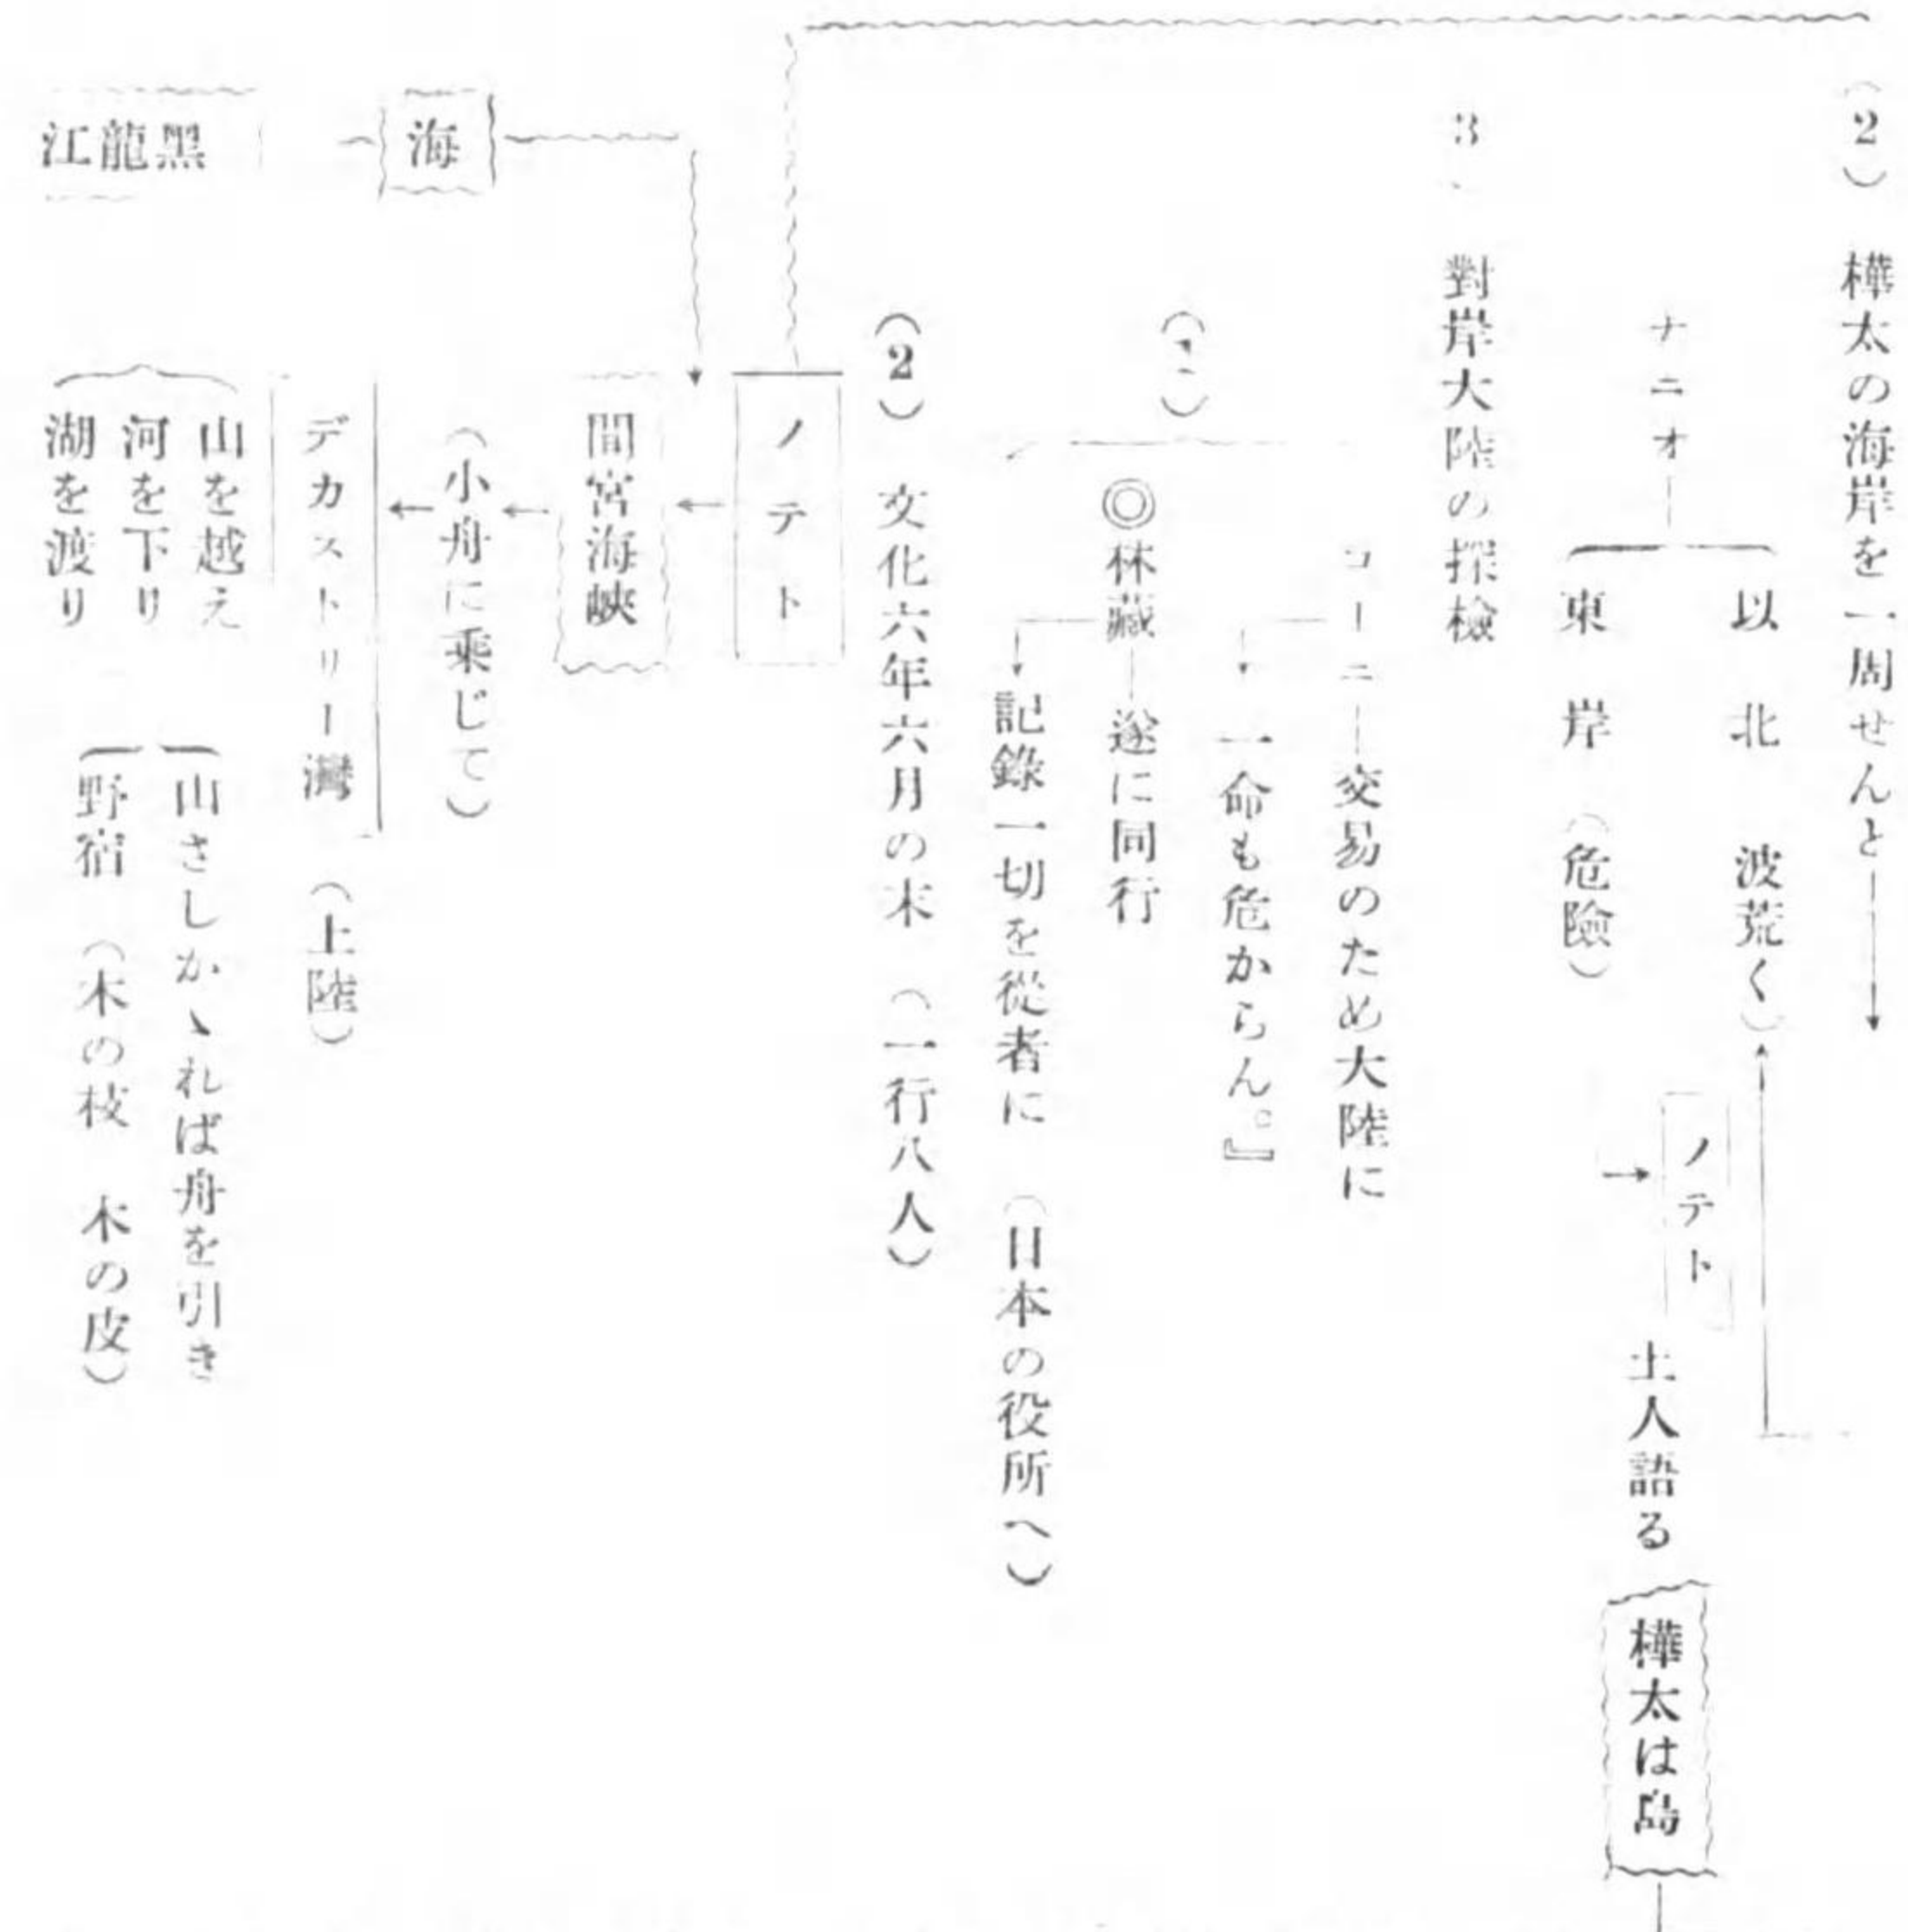 （2）　樺太の海岸を一周せんと
以北　波荒く）
ナニオ
東岸　（危險）
ノテト
土人語る
樺太は島
3、對岸大陸の探檢
（1）
コーニ―交易のため大陸に
一命も危からん。』
◎林藏―遂に同行
記錄一切を從者に　（日本の役所へ）
（2）　文化六年六月の末　（一行八人）
ノテト
間宮海峽
（小舟に乘じて）
海
デカストリー灣　（上陸）
江龍黑
山を越え
河を下り
湖を渡り
山さしかゝれば舟を引き
野宿　（木の枝　木の皮）